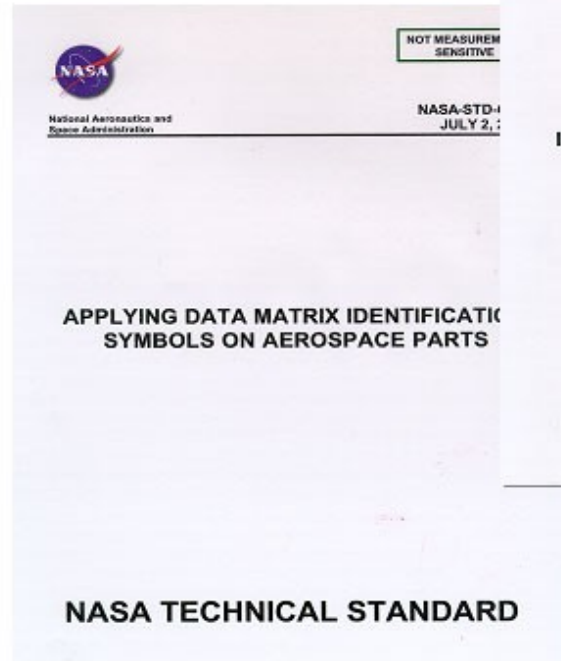 NOT MEASUREM
SENSITIVE
NASA
National Aeronautics and
Space Administration
NASA-STD-
JULY 2,
APPLYING DATA MATRIX IDENTIFICATIO
SYMBOLS ON AEROSPACE PARTS
NASA TECHNICAL STANDARD